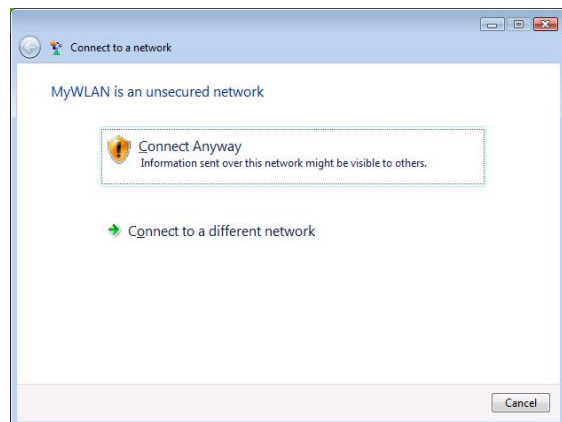 Connect to a network
MyWLAN is an unsecured network
Connect Anyway
Information sent over this network might be visible to others.
Connect to a different network
Cancel